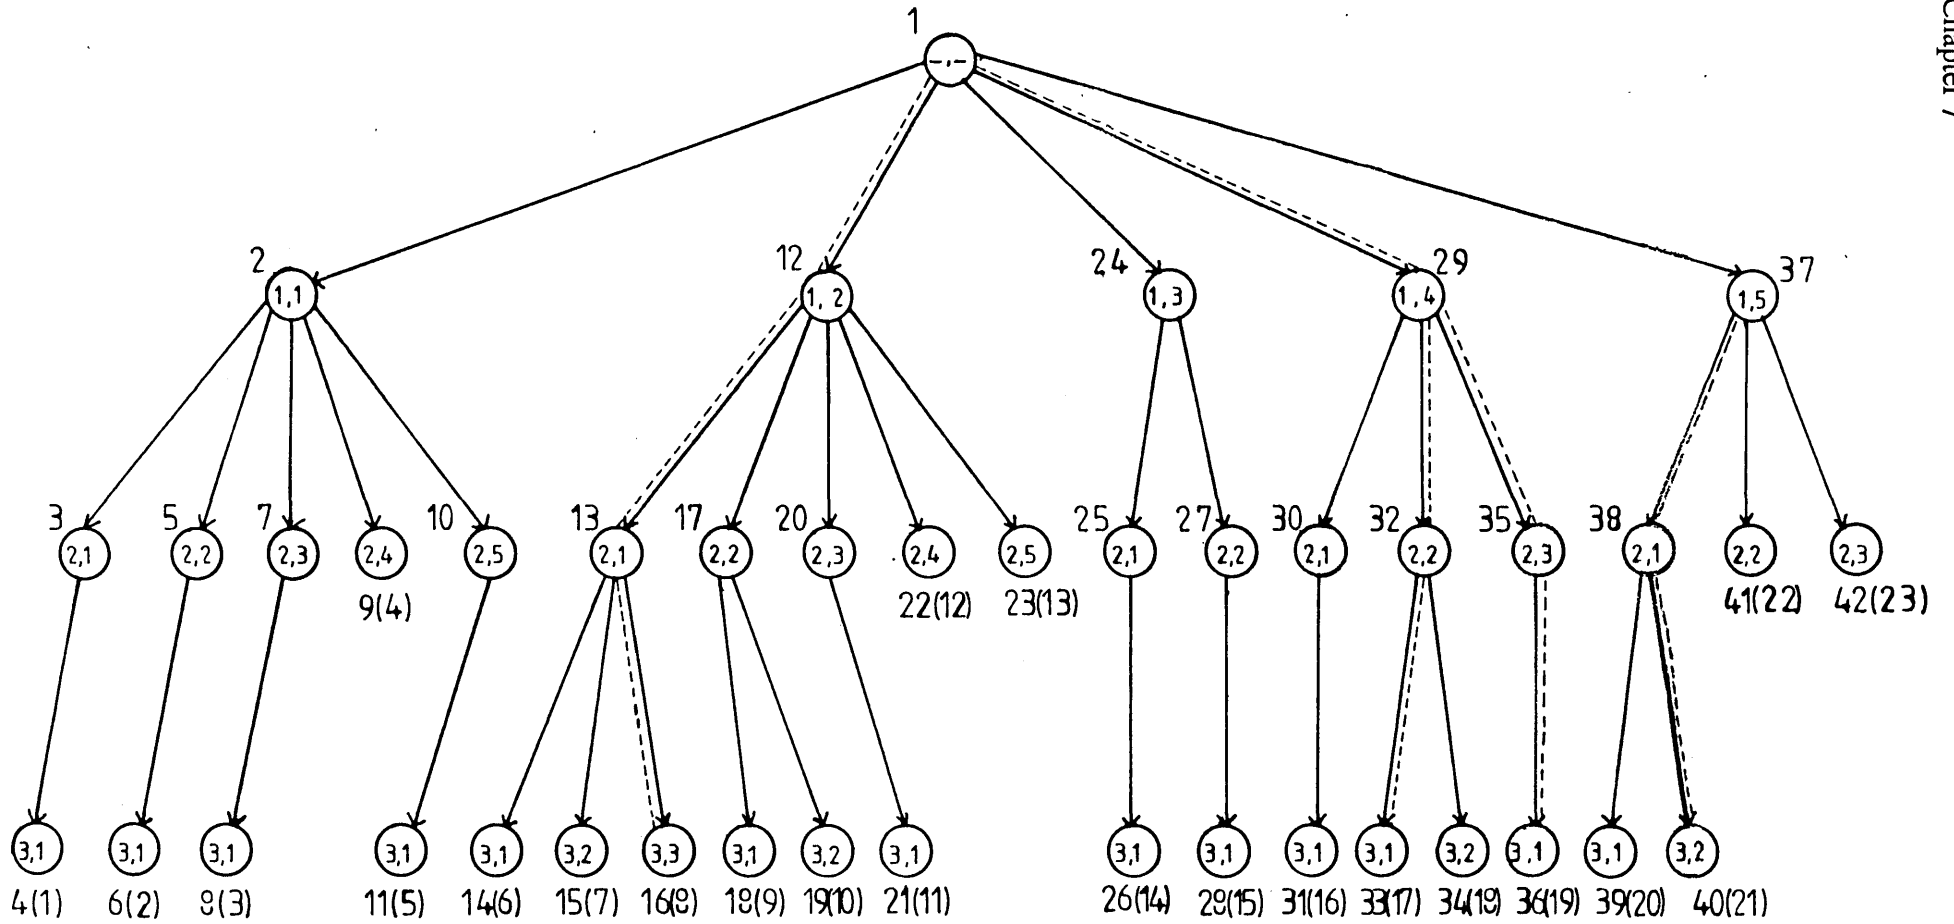 Chapter 7
1
-,-
2 12 24 29 37
1,1 1,2 1,3 1,4 1,5
3 5 7 10 13 17 20 25 27 30 32 35 38
2,1 2,2 2,3 2,4 2,5 2,1 2,2 2,3 2,4 2,5 2,1 2,2 2,1 2,2 2,3 2,1 2,2 2,3
9(4) 22(12) 23(13) 41(22) 42(23)
3,1 3,1 3,1 3,1 3,1 3,2 3,3 3,1 3,2 3,1 3,1 3,1 3,1 3,1 3,2 3,1 3,1 3,2
4(1) 6(2) 8(3) 11(5) 14(6) 15(7) 16(8) 18(9) 19(10) 21(11) 26(14) 28(15) 31(16) 33(17) 34(18) 36(19) 39(20) 40(21)